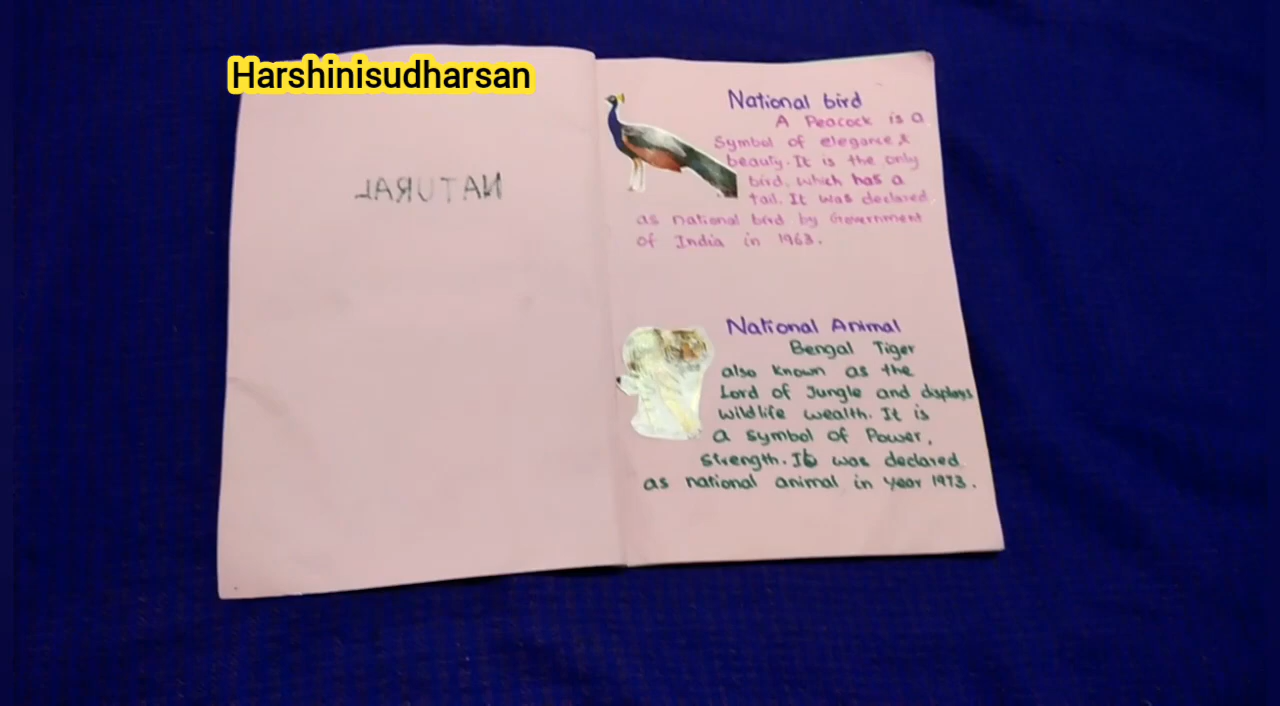 Harshinisudharsan
NATURAL
National bird
A Peacock is a
Symbol of elegance &
beauty. It is the only
bird, which has a
tail. It was declared
as national bird by Government
of India in 1963.
National Animal
Bengal Tiger
also known as the
Lord of Jungle and displays
wildlife wealth. It is
a symbol of Power,
strength. It was declared
as national animal in year 1973.